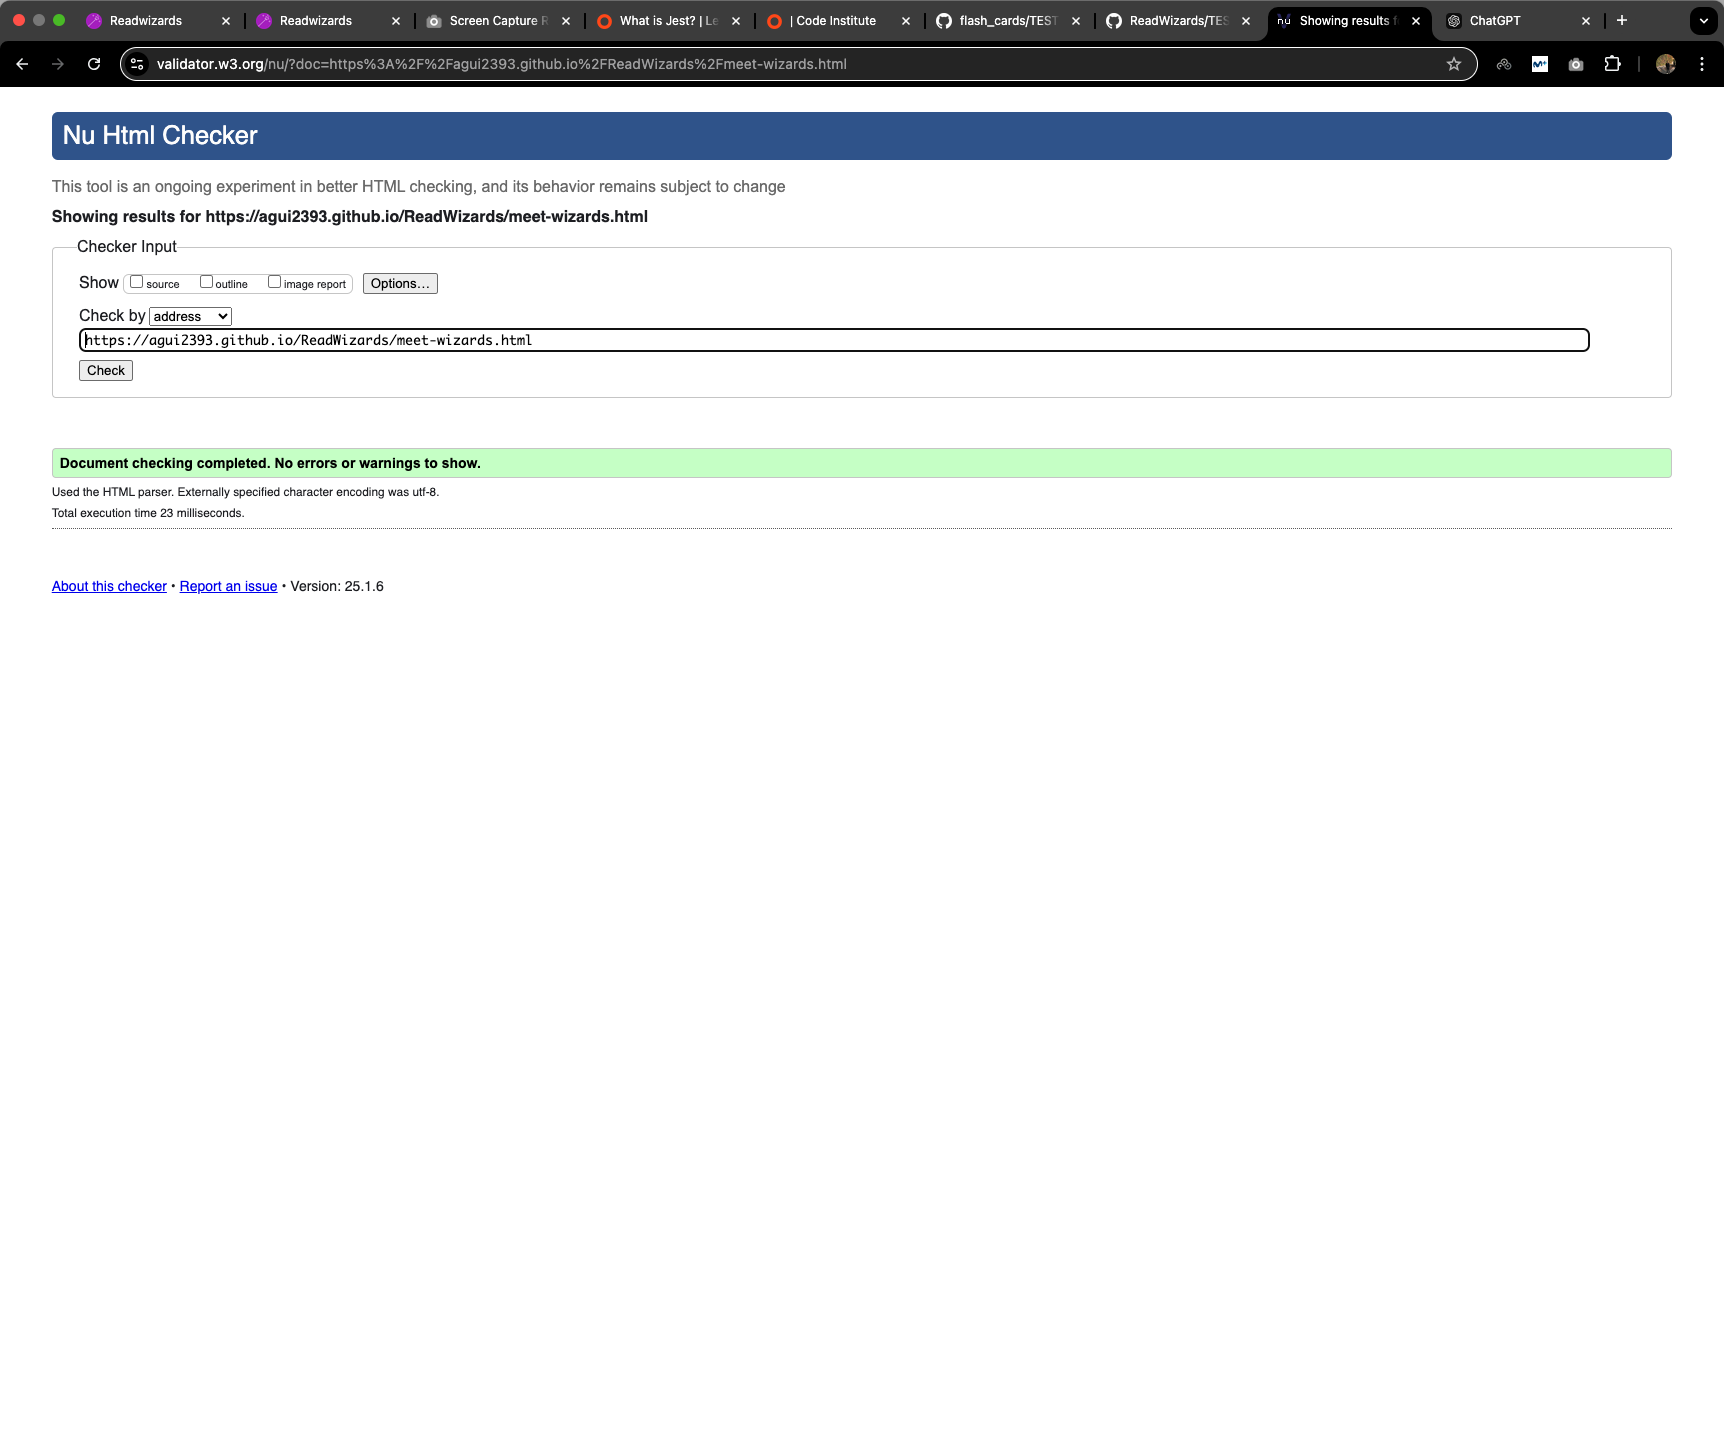 Readwizards
Readwizards
Screen Capture R
What is Jest? | Le
| Code Institute
flash_cards/TEST
ReadWizards/TES
nu Showing results f
ChatGPT
validator.w3.org/nu/?doc=https%3A%2F%2Fagui2393.github.io%2FReadWizards%2Fmeet-wizards.html
Nu Html Checker
This tool is an ongoing experiment in better HTML checking, and its behavior remains subject to change
Showing results for https://agui2393.github.io/ReadWizards/meet-wizards.html
Checker Input
Show source outline image report Options...
Check by address
https://agui2393.github.io/ReadWizards/meet-wizards.html
Check
Document checking completed. No errors or warnings to show.
Used the HTML parser. Externally specified character encoding was utf-8.
Total execution time 23 milliseconds.
About this checker • Report an issue • Version: 25.1.6